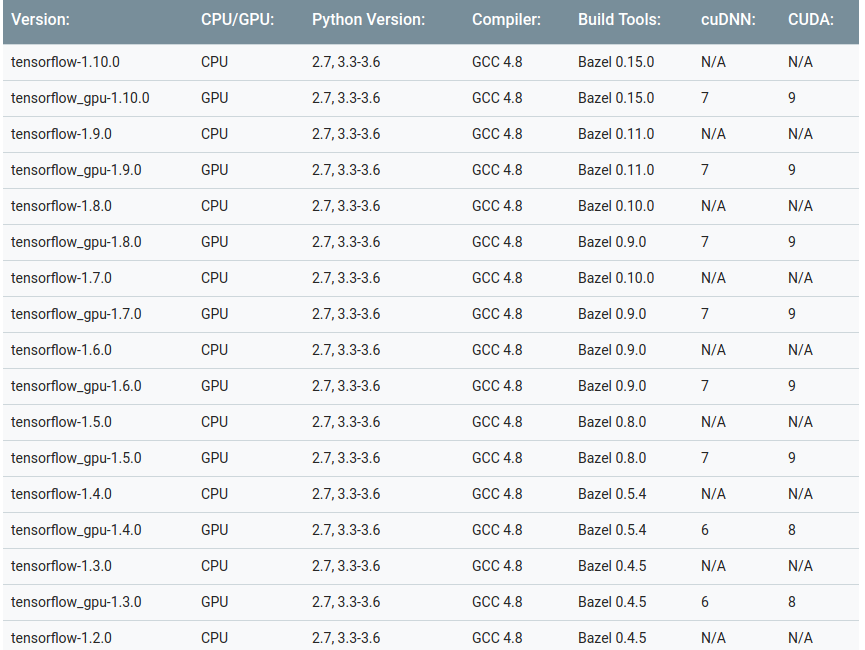 Version: CPU/GPU: Python Version: Compiler: Build Tools: cuDNN: CUDA:
tensorflow-1.10.0 CPU 2.7, 3.3-3.6 GCC 4.8 Bazel 0.15.0 N/A N/A
tensorflow_gpu-1.10.0 GPU 2.7, 3.3-3.6 GCC 4.8 Bazel 0.15.0 7 9
tensorflow-1.9.0 CPU 2.7, 3.3-3.6 GCC 4.8 Bazel 0.11.0 N/A N/A
tensorflow_gpu-1.9.0 GPU 2.7, 3.3-3.6 GCC 4.8 Bazel 0.11.0 7 9
tensorflow-1.8.0 CPU 2.7, 3.3-3.6 GCC 4.8 Bazel 0.10.0 N/A N/A
tensorflow_gpu-1.8.0 GPU 2.7, 3.3-3.6 GCC 4.8 Bazel 0.9.0 7 9
tensorflow-1.7.0 CPU 2.7, 3.3-3.6 GCC 4.8 Bazel 0.10.0 N/A N/A
tensorflow_gpu-1.7.0 GPU 2.7, 3.3-3.6 GCC 4.8 Bazel 0.9.0 7 9
tensorflow-1.6.0 CPU 2.7, 3.3-3.6 GCC 4.8 Bazel 0.9.0 N/A N/A
tensorflow_gpu-1.6.0 GPU 2.7, 3.3-3.6 GCC 4.8 Bazel 0.9.0 7 9
tensorflow-1.5.0 CPU 2.7, 3.3-3.6 GCC 4.8 Bazel 0.8.0 N/A N/A
tensorflow_gpu-1.5.0 GPU 2.7, 3.3-3.6 GCC 4.8 Bazel 0.8.0 7 9
tensorflow-1.4.0 CPU 2.7, 3.3-3.6 GCC 4.8 Bazel 0.5.4 N/A N/A
tensorflow_gpu-1.4.0 GPU 2.7, 3.3-3.6 GCC 4.8 Bazel 0.5.4 6 8
tensorflow-1.3.0 CPU 2.7, 3.3-3.6 GCC 4.8 Bazel 0.4.5 N/A N/A
tensorflow_gpu-1.3.0 GPU 2.7, 3.3-3.6 GCC 4.8 Bazel 0.4.5 6 8
tensorflow-1.2.0 CPU 2.7, 3.3-3.6 GCC 4.8 Bazel 0.4.5 N/A N/A